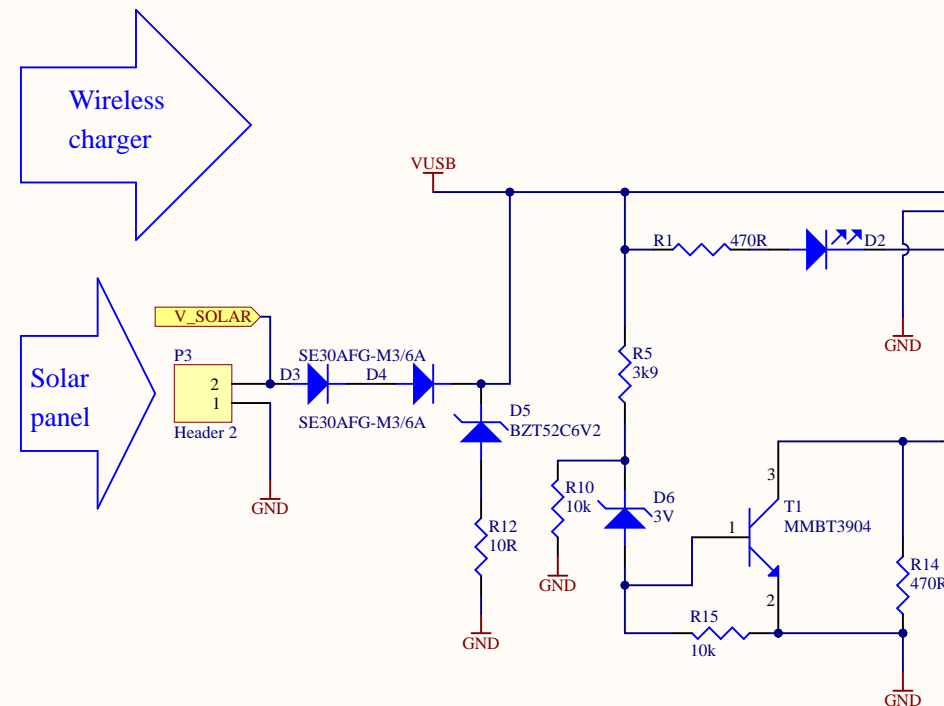 Wireless
charger
VUSB
R1
470R
D2
GND
V_SOLAR
Solar
panel
P3
2
1
Header 2
GND
D3
SE30AFG-M3/6A
D4
SE30AFG-M3/6A
D5
BZT52C6V2
R12
10R
GND
R5
3k9
R10
10k
GND
D6
3V
3
1
2
T1
MMBT3904
R15
10k
R14
470R
GND